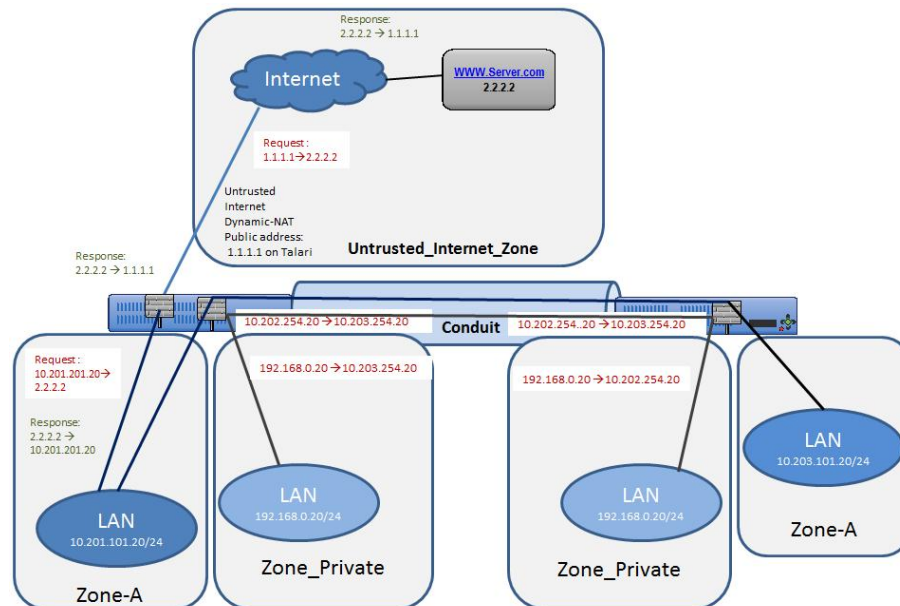 Response:
2.2.2.2 → 1.1.1.1
Internet
WWW.Server.com
2.2.2.2
Request :
1.1.1.1→2.2.2.2
Untrusted
Internet
Dynamic-NAT
Public address:
1.1.1.1 on Talari
Untrusted_Internet_Zone
Response:
2.2.2.2 → 1.1.1.1
10.202.254.20→10.203.254.20
Conduit
10.202.254..20→10.203.254.20
Request :
10.201.201.20→
2.2.2.2
Response:
2.2.2.2 →
10.201.201.20
LAN
10.201.101.20/24
Zone-A
192.168.0.20→10.203.254.20
LAN
192.168.0.20/24
Zone_Private
192.168.0.20→10.202.254.20
LAN
192.168.0.20/24
Zone_Private
LAN
10.203.101.20/24
Zone-A